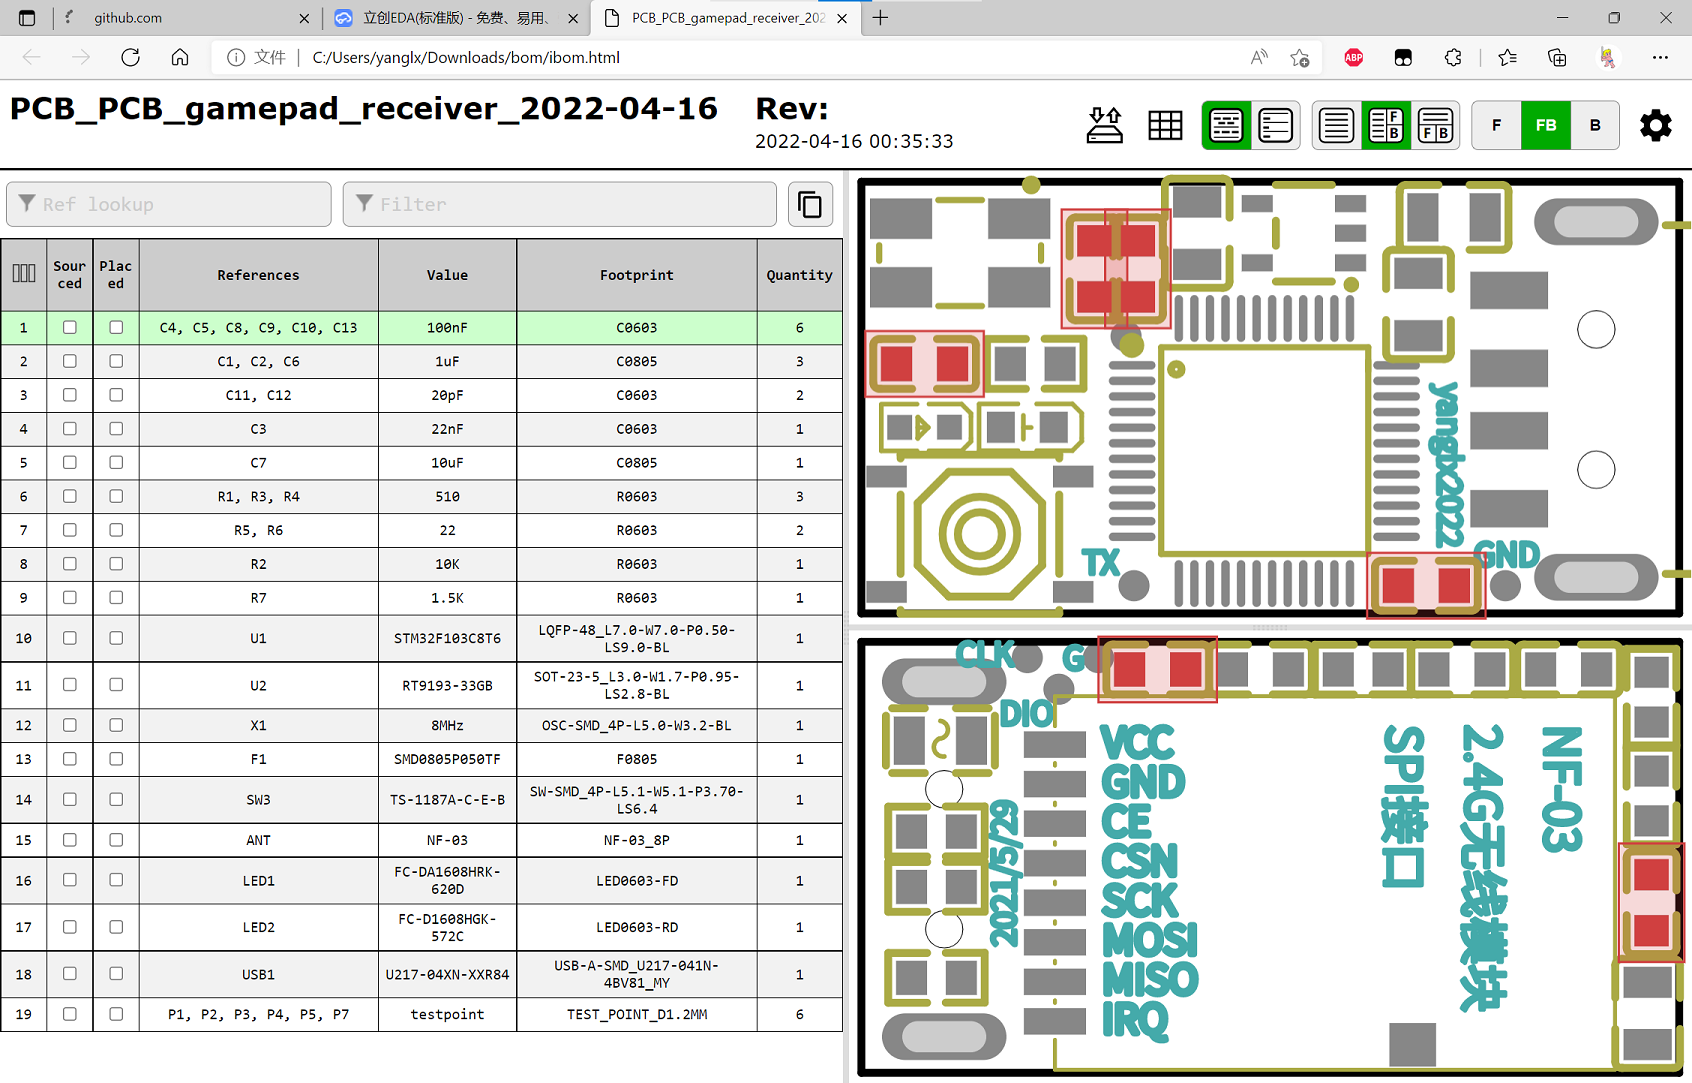 github.com
立创EDA(标准版) - 免费、易用、
PCB_PCB_gamepad_receiver_202
文件
C:/Users/yanglx/Downloads/bom/ibom.html
ABP
PCB_PCB_gamepad_receiver_2022-04-16
Rev:
2022-04-16 00:35:33
F
B
F B
F
FB
B
Ref lookup
Filter
Sourced Placed References Value Footprint Quantity
1 C4, C5, C8, C9, C10, C13 100nF C0603 6
2 C1, C2, C6 1uF C0805 3
3 C11, C12 20pF C0603 2
4 C3 22nF C0603 1
5 C7 10uF C0805 1
6 R1, R3, R4 510 R0603 3
7 R5, R6 22 R0603 2
8 R2 10K R0603 1
9 R7 1.5K R0603 1
10 U1 STM32F103C8T6 LQFP-48_L7.0-W7.0-P0.50-LS9.0-BL 1
11 U2 RT9193-33GB SOT-23-5_L3.0-W1.7-P0.95-LS2.8-BL 1
12 X1 8MHz OSC-SMD_4P-L5.0-W3.2-BL 1
13 F1 SMD0805P050TF F0805 1
14 SW3 TS-1187A-C-E-B SW-SMD_4P-L5.1-W5.1-P3.70-LS6.4 1
15 ANT NF-03 NF-03_8P 1
16 LED1 FC-DA1608HRK-620D LED0603-FD 1
17 LED2 FC-D1608HGK-572C LED0603-RD 1
18 USB1 U217-04XN-XXR84 USB-A-SMD_U217-041N-4BV81_MY 1
19 P1, P2, P3, P4, P5, P7 testpoint TEST_POINT_D1.2MM 6
yanglx2022
TX
GND
CLK
G
DIO
2021/5/29
VCC
GND
CE
CSN
SCK
MOSI
MISO
IRQ
NF-03
2.4G无线模块
SPI接口